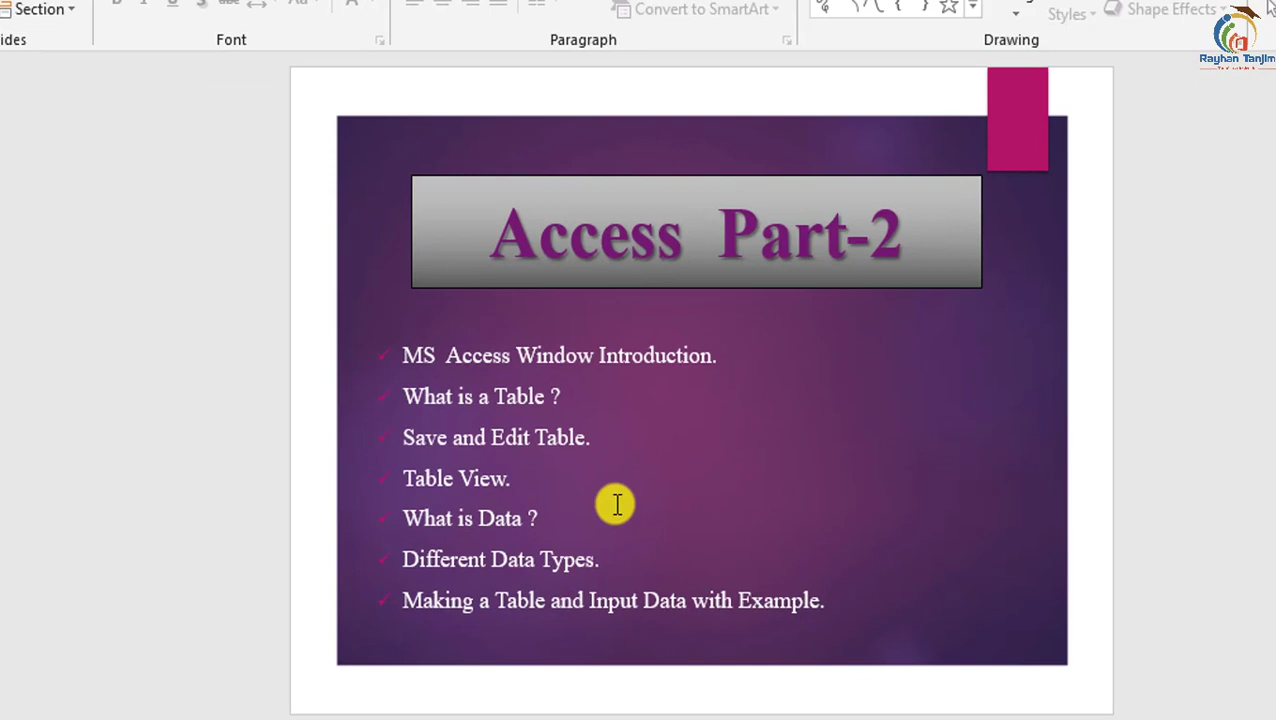 Section
Convert to SmartArt
Styles
Shape Effects
Font
Paragraph
Drawing
Rayhan Tanjim
Access Part-2
MS Access Window Introduction.
What is a Table ?
Save and Edit Table.
Table View.
What is Data ?
Different Data Types.
Making a Table and Input Data with Example.